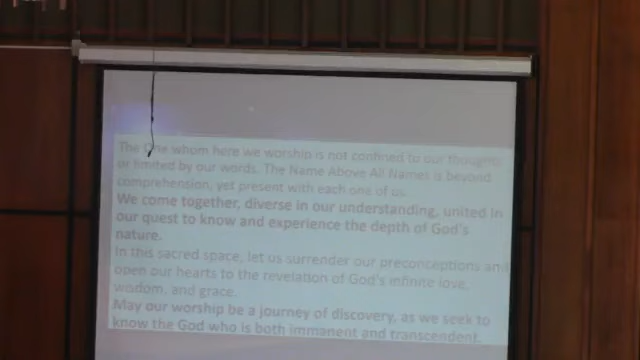 The One whom here we worship is not confined to our thoughts
or limited by our words. The Name Above All Names is beyond
comprehension, yet present with each one of us.
We come together, diverse in our understanding, united in
our quest to know and experience the depth of God's
nature.
In this sacred space, let us surrender our preconceptions and
open our hearts to the revelation of God's infinite love,
wisdom, and grace.
May our worship be a journey of discovery, as we seek to
know the God who is both immanent and transcendent.